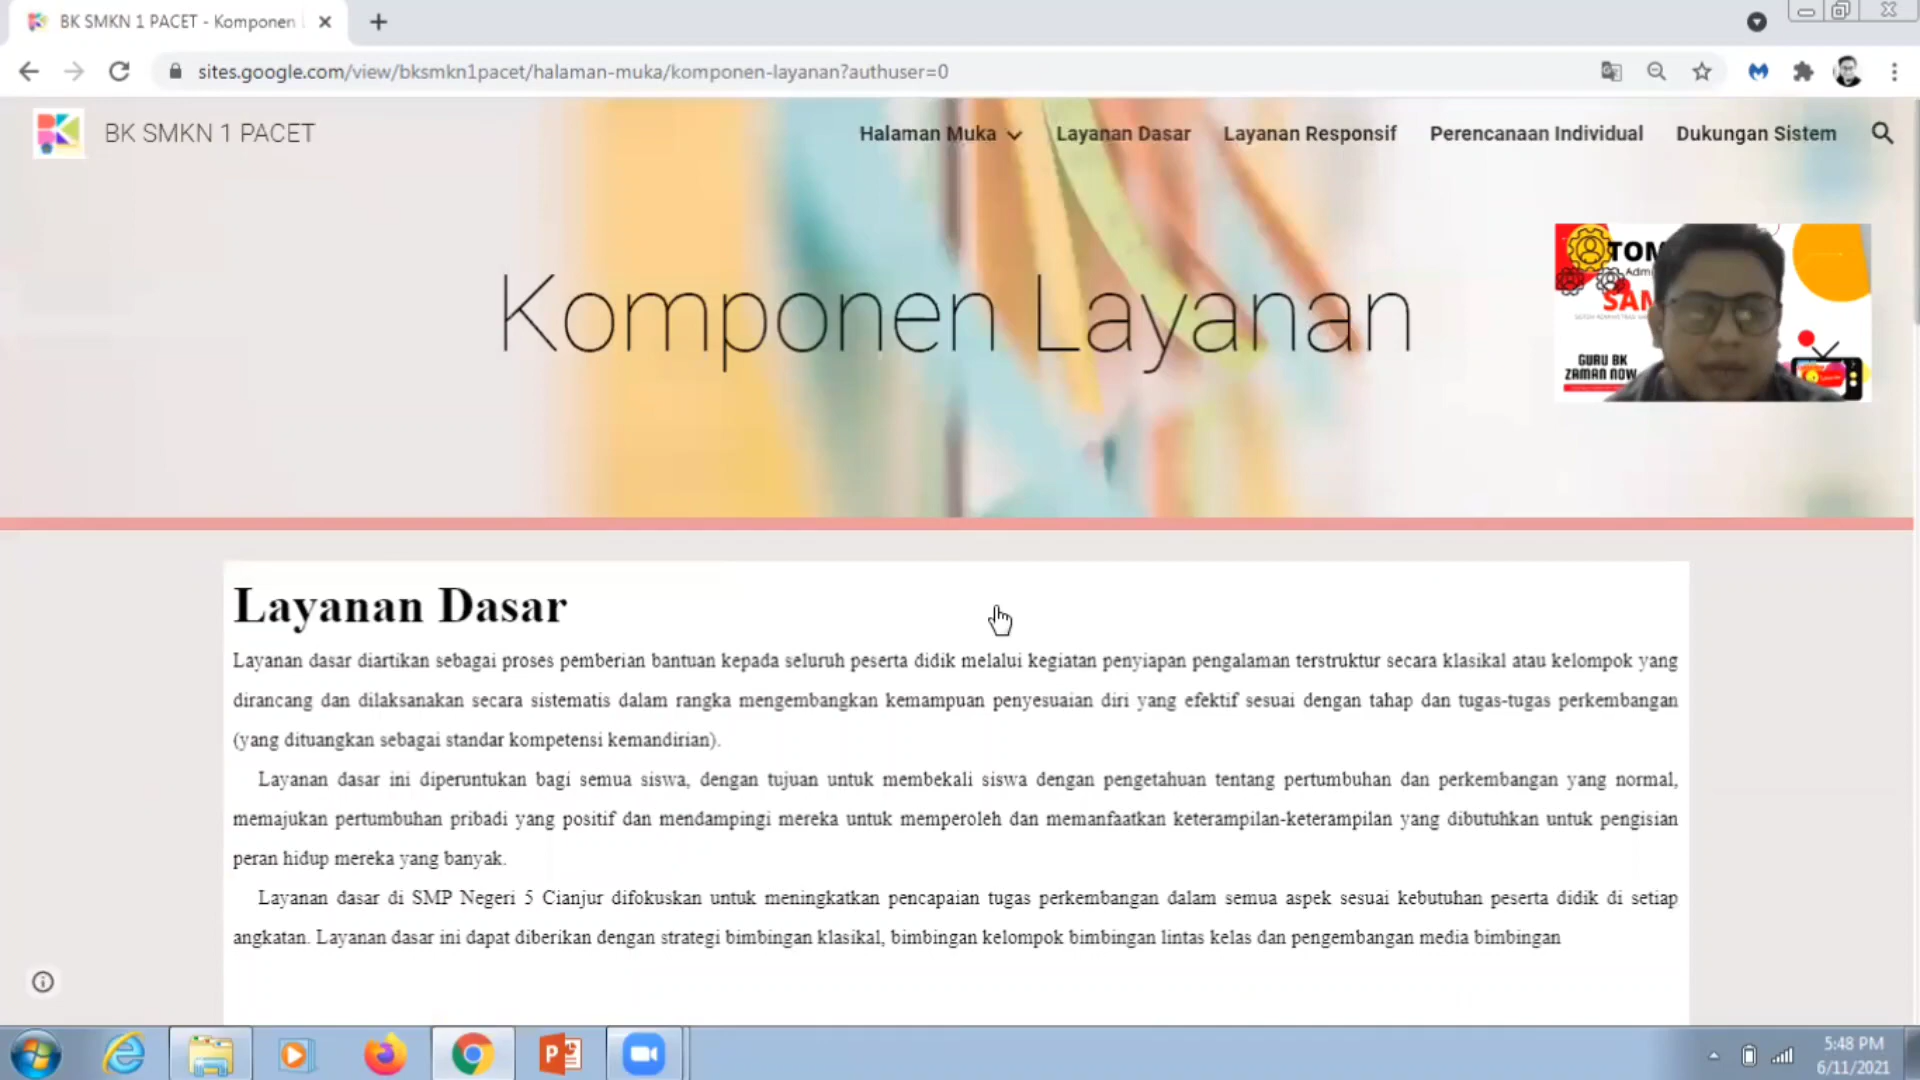 BK SMKN 1 PACET - Komponen
sites.google.com/view/bksmkn1pacet/halaman-muka/komponen-layanan?authuser=0
BK SMKN 1 PACET
Halaman Muka
Layanan Dasar
Layanan Responsif
Perencanaan Individual
Dukungan Sistem
Komponen Layanan
GURU BK
ZAMAN NOW
Layanan Dasar
Layanan dasar diartikan sebagai proses pemberian bantuan kepada seluruh peserta didik melalui kegiatan penyiapan pengalaman terstruktur secara klasikal atau kelompok yang
dirancang dan dilaksanakan secara sistematis dalam rangka mengembangkan kemampuan penyesuaian diri yang efektif sesuai dengan tahap dan tugas-tugas perkembangan
(yang dituangkan sebagai standar kompetensi kemandirian).
Layanan dasar ini diperuntukan bagi semua siswa, dengan tujuan untuk membekali siswa dengan pengetahuan tentang pertumbuhan dan perkembangan yang normal,
memajukan pertumbuhan pribadi yang positif dan mendampingi mereka untuk memperoleh dan memanfaatkan keterampilan-keterampilan yang dibutuhkan untuk pengisian
peran hidup mereka yang banyak.
Layanan dasar di SMP Negeri 5 Cianjur difokuskan untuk meningkatkan pencapaian tugas perkembangan dalam semua aspek sesuai kebutuhan peserta didik di setiap
angkatan. Layanan dasar ini dapat diberikan dengan strategi bimbingan klasikal, bimbingan kelompok bimbingan lintas kelas dan pengembangan media bimbingan
5:48 PM
6/11/2021